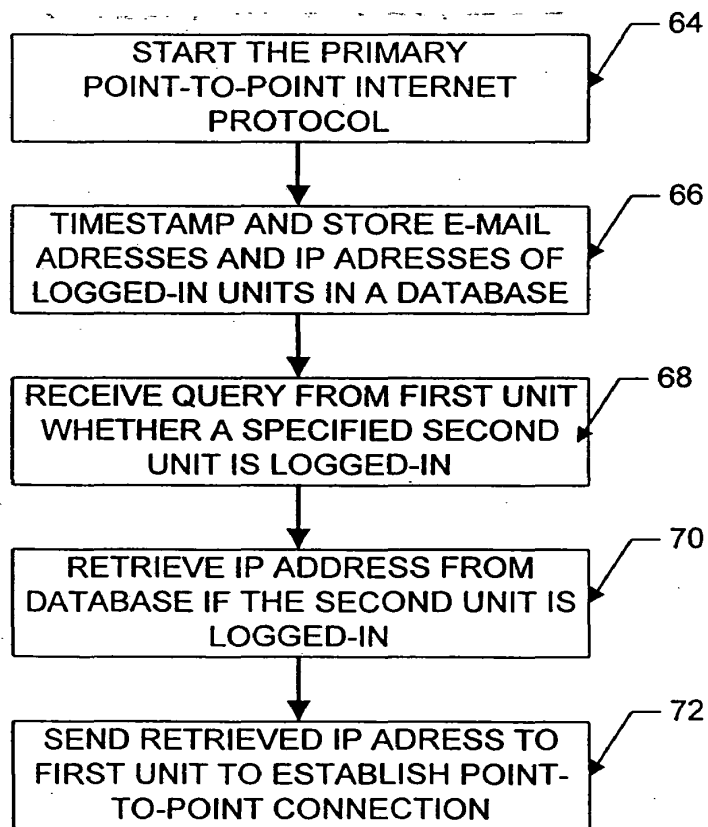 START THE PRIMARY
POINT-TO-POINT INTERNET
PROTOCOL
64
TIMESTAMP AND STORE E-MAIL
ADRESSES AND IP ADRESSES OF
LOGGED-IN UNITS IN A DATABASE
66
RECEIVE QUERY FROM FIRST UNIT
WHETHER A SPECIFIED SECOND
UNIT IS LOGGED-IN
68
RETRIEVE IP ADDRESS FROM
DATABASE IF THE SECOND UNIT IS
LOGGED-IN
70
SEND RETRIEVED IP ADRESS TO
FIRST UNIT TO ESTABLISH POINT-
TO-POINT CONNECTION
72